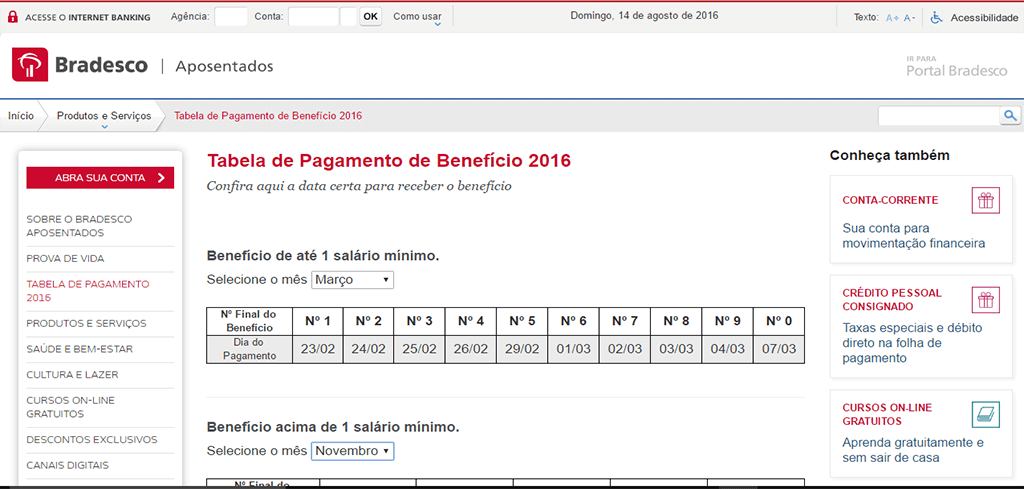 ACESSE O INTERNET BANKING Agência: Conta: OK Como usar Domingo, 14 de agosto de 2016 Texto: A+ A- Acessibilidade
Bradesco | Aposentados
IR PARA
Portal Bradesco
Início Produtos e Serviços Tabela de Pagamento de Benefício 2016
ABRA SUA CONTA
SOBRE O BRADESCO
APOSENTADOS
PROVA DE VIDA
TABELA DE PAGAMENTO
2016
PRODUTOS E SERVIÇOS
SAÚDE E BEM-ESTAR
CULTURA E LAZER
CURSOS ON-LINE
GRATUITOS
DESCONTOS EXCLUSIVOS
CANAIS DIGITAIS
Tabela de Pagamento de Benefício 2016
Confira aqui a data certa para receber o benefício
Benefício de até 1 salário mínimo.
Selecione o mês Março
Nº Final do
Benefício Nº 1 Nº 2 Nº 3 Nº 4 Nº 5 Nº 6 Nº 7 Nº 8 Nº 9 Nº 0
Dia do
Pagamento 23/02 24/02 25/02 26/02 29/02 01/03 02/03 03/03 04/03 07/03
Benefício acima de 1 salário mínimo.
Selecione o mês Novembro
Nº Final do
Conheça também
CONTA-CORRENTE
Sua conta para
movimentação financeira
CRÉDITO PESSOAL
CONSIGNADO
Taxas especiais e débito
direto na folha de
pagamento
CURSOS ON-LINE
GRATUITOS
Aprenda gratuitamente e
sem sair de casa